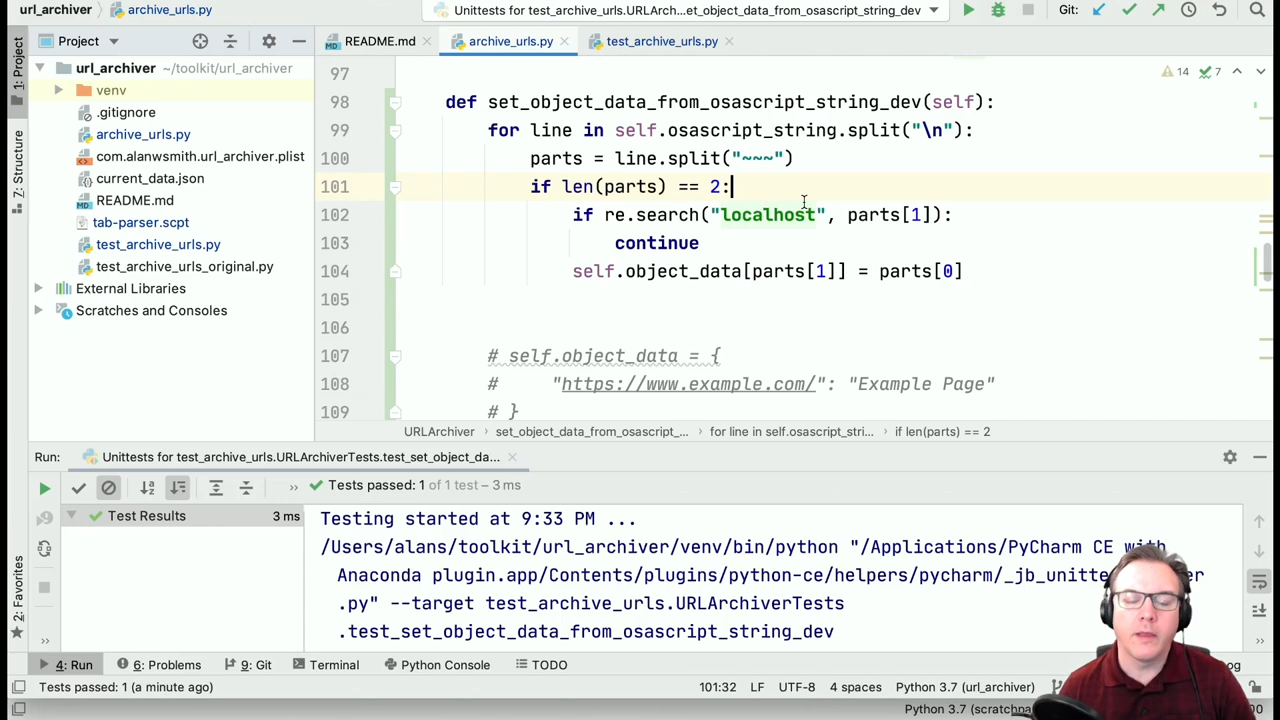 url_archiver
archive_urls.py
Unittests for test_archive_urls.URLArc...et_object_data_from_osascript_string_dev
Git:
Project
README.md
archive_urls.py
test_archive_urls.py
1: Project
7: Structure
2: Favorites
url_archiver ~/toolkit/url_archiver
venv
.gitignore
archive_urls.py
com.alanwsmith.url_archiver.plist
current_data.json
README.md
tab-parser.scpt
test_archive_urls.py
test_archive_urls_original.py
External Libraries
Scratches and Consoles
14 7
97
98 def set_object_data_from_osascript_string_dev(self):
99 for line in self.osascript_string.split("\n"):
100 parts = line.split("~~~")
101 if len(parts) == 2:
102 if re.search("localhost", parts[1]):
103 continue
104 self.object_data[parts[1]] = parts[0]
105
106
107 # self.object_data = {
108 # "https://www.example.com/": "Example Page"
109 # }
URLArchiver › set_object_data_from_osascript_... › for line in self.osascript_stri... › if len(parts) == 2
Run: Unittests for test_archive_urls.URLArchiverTests.test_set_object_da...
» Tests passed: 1 of 1 test – 3 ms
Test Results 3 ms
Testing started at 9:33 PM ...
/Users/alans/toolkit/url_archiver/venv/bin/python "/Applications/PyCharm CE with
Anaconda plugin.app/Contents/plugins/python-ce/helpers/pycharm/_jb_unitte er
.py" --target test_archive_urls.URLArchiverTests
.test_set_object_data_from_osascript_string_dev
4: Run
6: Problems
9: Git
Terminal
Python Console
TODO
og
Tests passed: 1 (a minute ago)
101:32 LF UTF-8 4 spaces Python 3.7 (url_archiver)
Python 3.7 (scratchpa
00